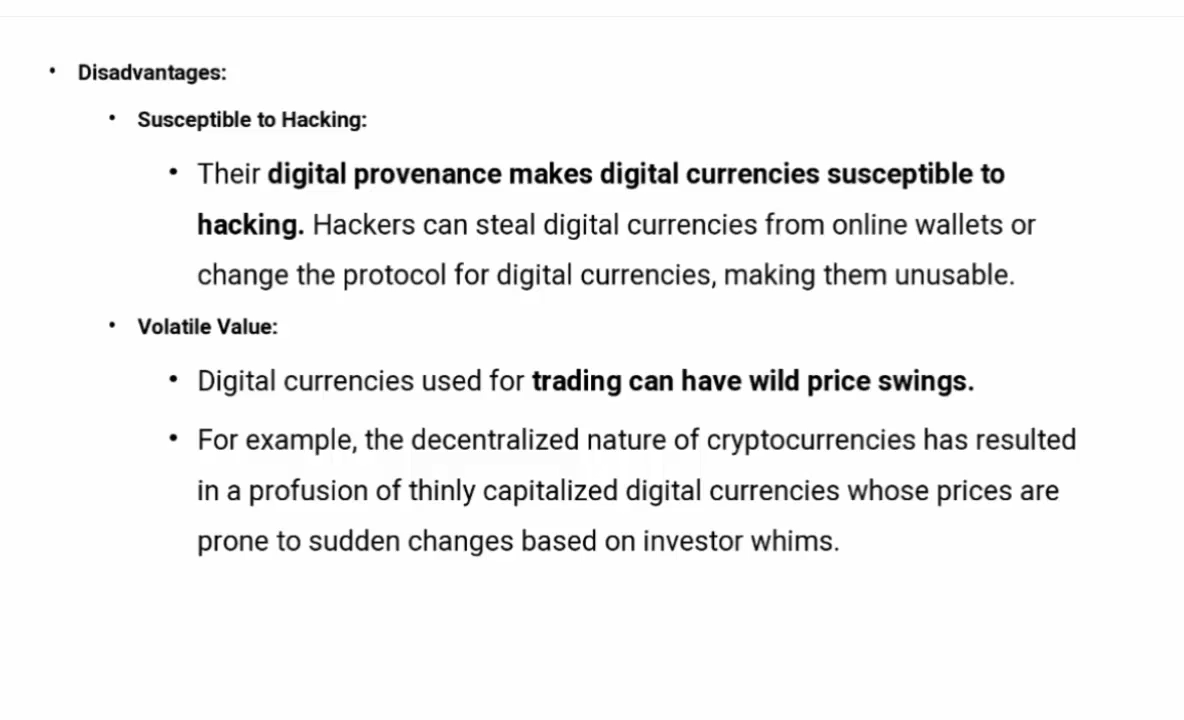 • Disadvantages:
• Susceptible to Hacking:
• Their digital provenance makes digital currencies susceptible to
hacking. Hackers can steal digital currencies from online wallets or
change the protocol for digital currencies, making them unusable.
• Volatile Value:
• Digital currencies used for trading can have wild price swings.
• For example, the decentralized nature of cryptocurrencies has resulted
in a profusion of thinly capitalized digital currencies whose prices are
prone to sudden changes based on investor whims.